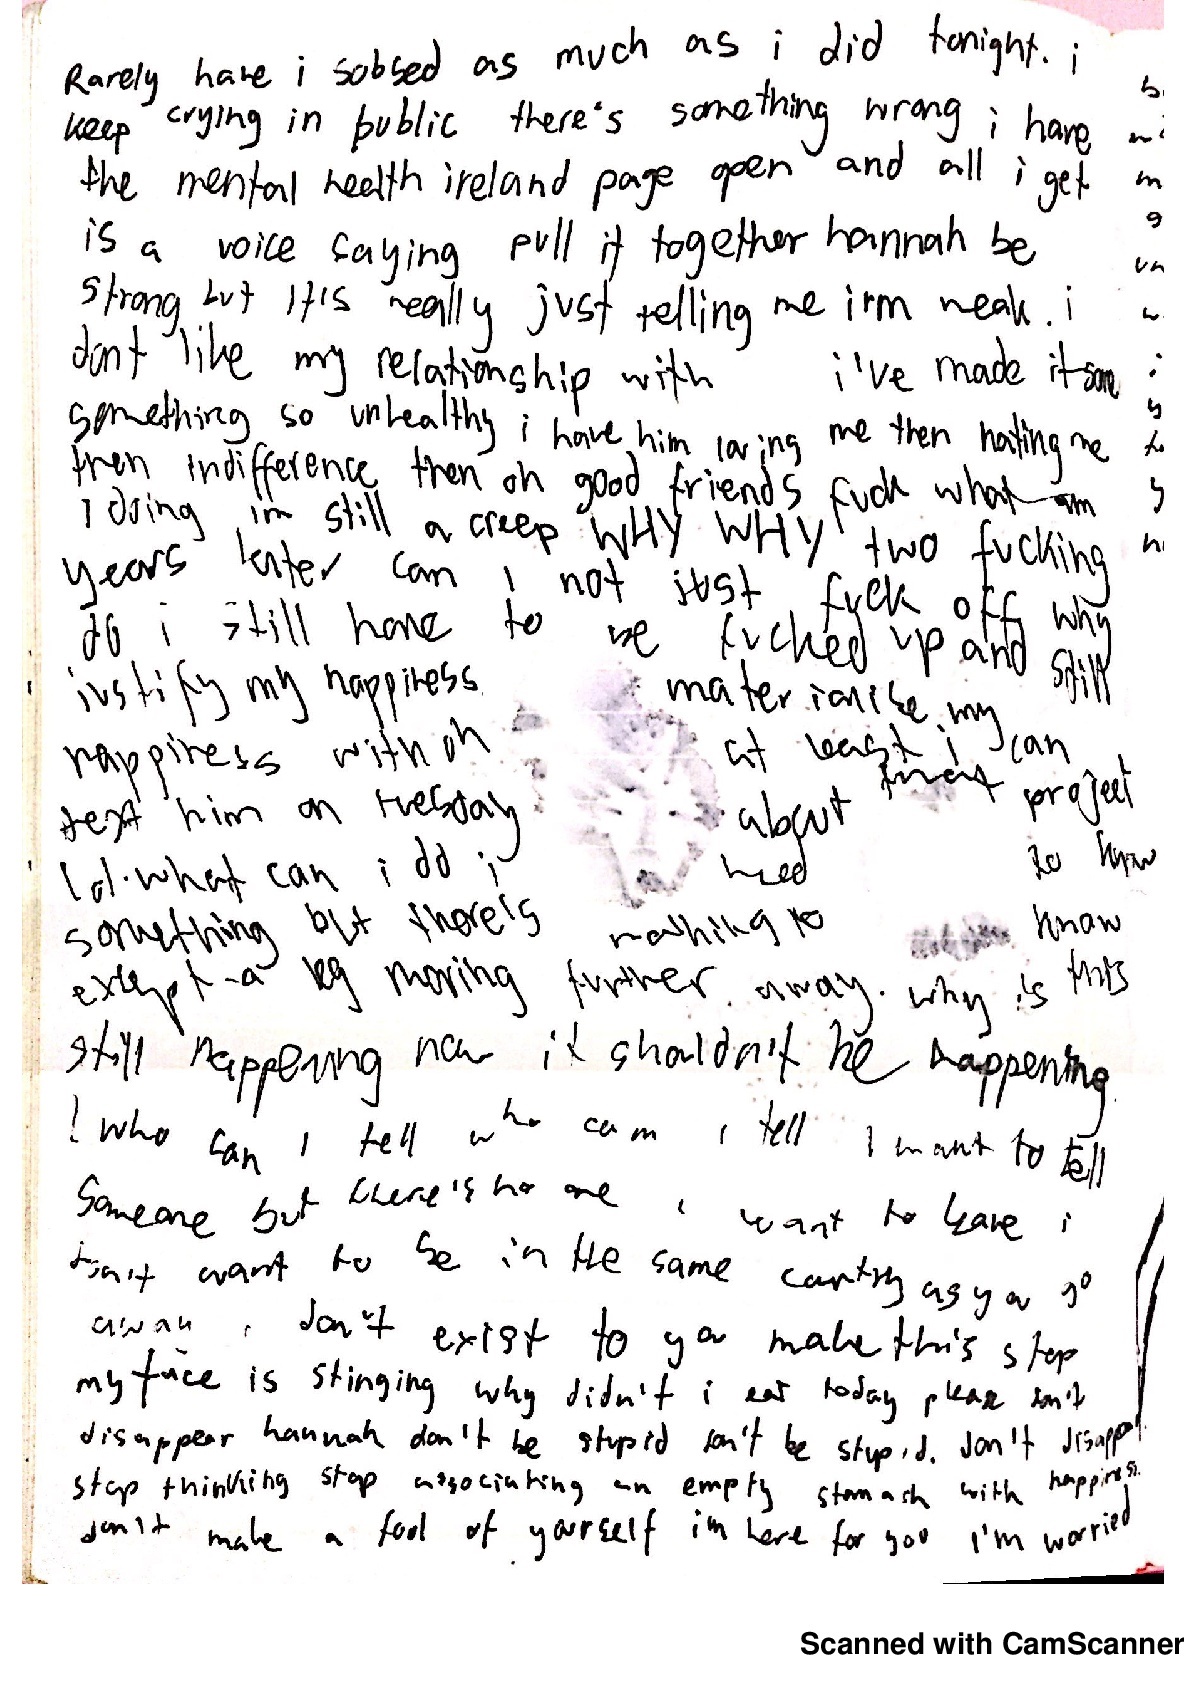 Rarely have i sobbed as much as i did tonight. i
keep crying in public there's something wrong i have
the mental health ireland page open and all i get
is a voice saying pull it together hannah be
strong but it's really just telling me i'm weak. i
dont like my relationship with i've made it
something so unhealthy i have him loving me then hating me
then indifference then oh good friends fuck what am
I doing im still a creep WHY WHY two fucking
years later can i not just fuck off why
do i still have to be fucked up and still
justify my happiness materialise my
happiness with oh at least i can
text him on tuesday about that project
lol. what can i do i need to know
something but there's nothing to know
except a moving further away. why is this
still happening now it shouldn't be happening
I who can I tell who can i tell I want to tell
Someone but there's no one i want to leave i
don't want to be in the same country as you go
away i don't exist to you make this stop
my face is stinging why didn't i eat today please don't
disappear hannah don't be stupid don't be stupid. don't
stop thinking stop associating an empty stomach with happiness.
don't make a fool of yourself im here for you I'm worried
Scanned with CamScanner